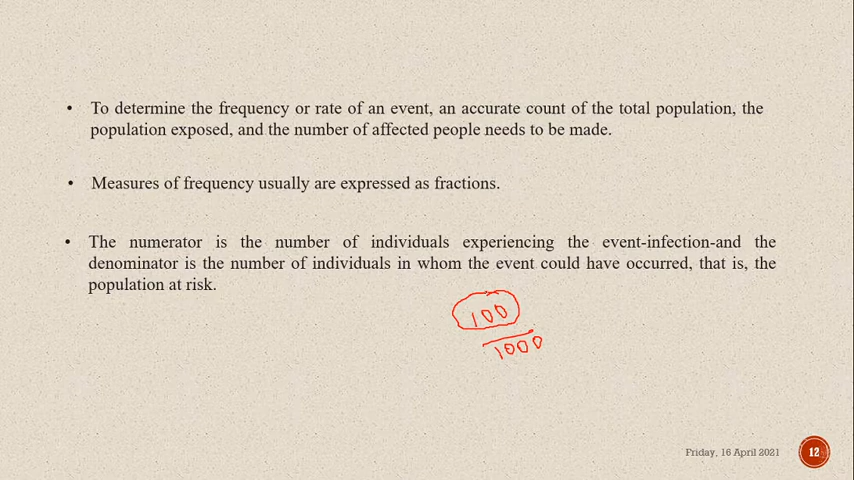 • To determine the frequency or rate of an event, an accurate count of the total population, the
population exposed, and the number of affected people needs to be made.
• Measures of frequency usually are expressed as fractions.
• The numerator is the number of individuals experiencing the event-infection-and the
denominator is the number of individuals in whom the event could have occurred, that is, the
population at risk.
100
1000
Friday, 16 April 2021
12